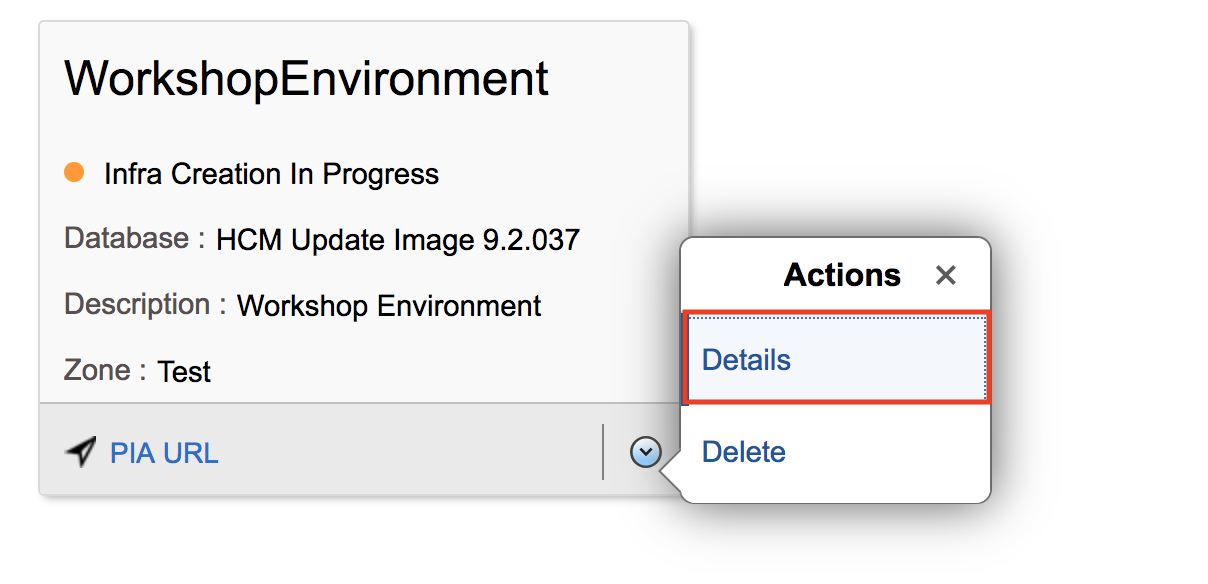 WorkshopEnvironment
Infra Creation In Progress
Database : HCM Update Image 9.2.037
Description : Workshop Environment
Zone : Test
PIA URL
Actions
Details
Delete